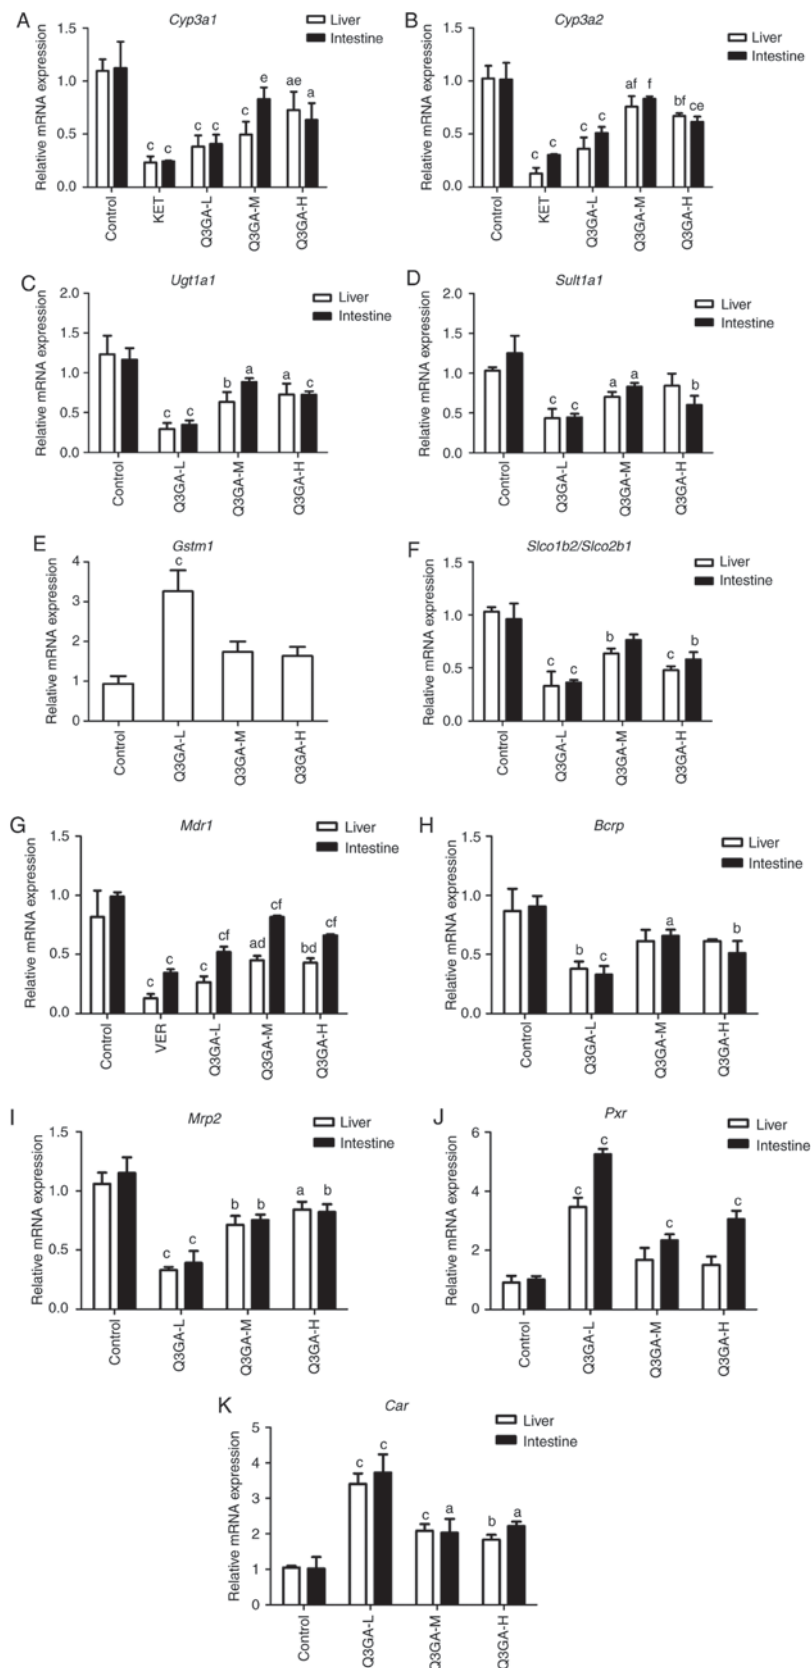 A
Cyp3a1
Liver
Intestine
Relative mRNA expression
1.5
1.0
0.5
0.0
c c
c c
c
e
ae
a
Control
KET
Q3GA-L
Q3GA-M
Q3GA-H
B
Cyp3a2
Liver
Intestine
Relative mRNA expression
1.5
1.0
0.5
0.0
c
c
c
c
af f
bf ce
Control
KET
Q3GA-L
Q3GA-M
Q3GA-H
C
Ugt1a1
Liver
Intestine
Relative mRNA expression
2.0
1.5
1.0
0.5
0.0
c c
b
a
a
c
Control
Q3GA-L
Q3GA-M
Q3GA-H
D
Sult1a1
Liver
Intestine
Relative mRNA expression
2.0
1.5
1.0
0.5
0.0
c c
a a
b
Control
Q3GA-L
Q3GA-M
Q3GA-H
E
Gstm1
Relative mRNA expression
4
3
2
1
0
c
Control
Q3GA-L
Q3GA-M
Q3GA-H
F
Slco1b2/Slco2b1
Liver
Intestine
Relative mRNA expression
1.5
1.0
0.5
0.0
c c
b
c
b
Control
Q3GA-L
Q3GA-M
Q3GA-H
G
Mdr1
Liver
Intestine
Relative mRNA expression
1.5
1.0
0.5
0.0
c
c
c
cf
ad
cf
bd
cf
Control
VER
Q3GA-L
Q3GA-M
Q3GA-H
H
Bcrp
Liver
Intestine
Relative mRNA expression
1.5
1.0
0.5
0.0
b
c
a
b
Control
Q3GA-L
Q3GA-M
Q3GA-H
I
Mrp2
Liver
Intestine
Relative mRNA expression
1.5
1.0
0.5
0.0
c
c
b b
a b
Control
Q3GA-L
Q3GA-M
Q3GA-H
J
Pxr
Liver
Intestine
Relative mRNA expression
6
4
2
0
c
c
c
c
Control
Q3GA-L
Q3GA-M
Q3GA-H
K
Car
Liver
Intestine
Relative mRNA expression
5
4
3
2
1
0
c
c
c
a
b
a
Control
Q3GA-L
Q3GA-M
Q3GA-H